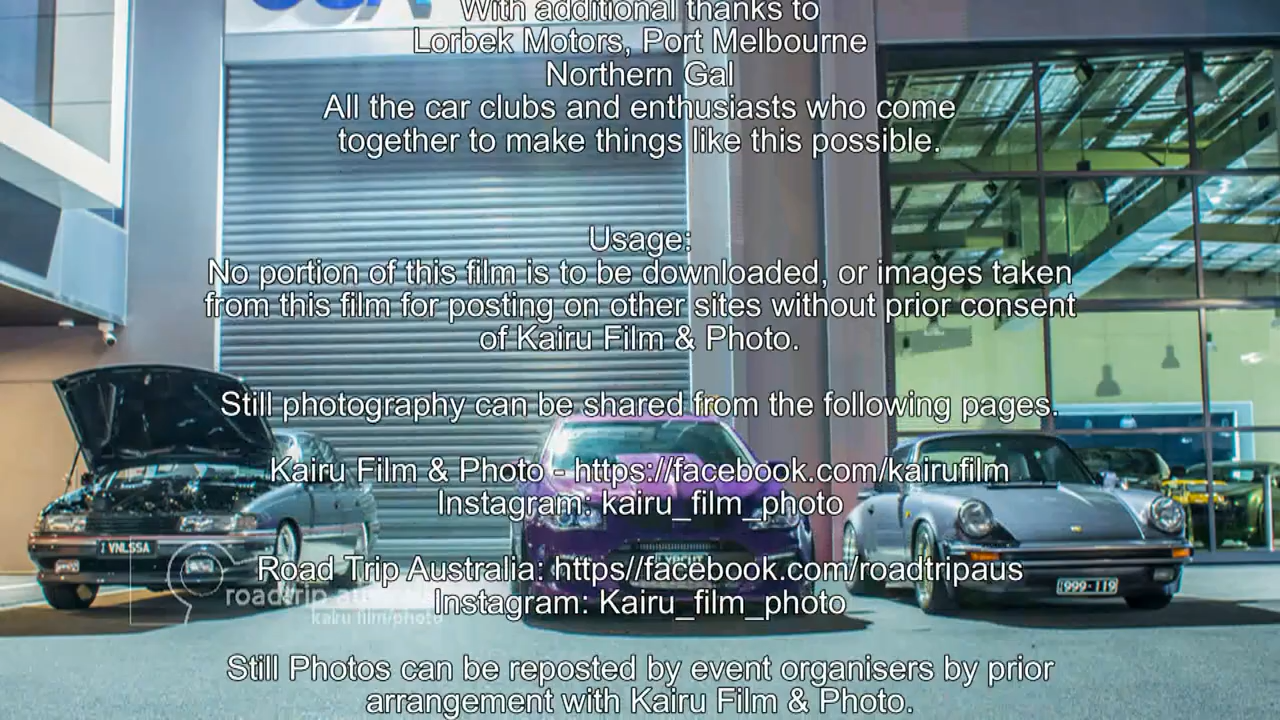 With additional thanks to
Lorbek Motors, Port Melbourne
Northern Gal
All the car clubs and enthusiasts who come
together to make things like this possible.
Usage:
No portion of this film is to be downloaded, or images taken
from this film for posting on other sites without prior consent
of Kairu Film & Photo.
Still photography can be shared from the following pages.
Kairu Film & Photo - https://facebook.com/kairufilm
Instagram: kairu_film_photo
VNLSSA
999-119
Road Trip Australia: https//facebook.com/roadtripaus
Instagram: Kairu_film_photo
kairu film/photo
Still Photos can be reposted by event organisers by prior
arrangement with Kairu Film & Photo.